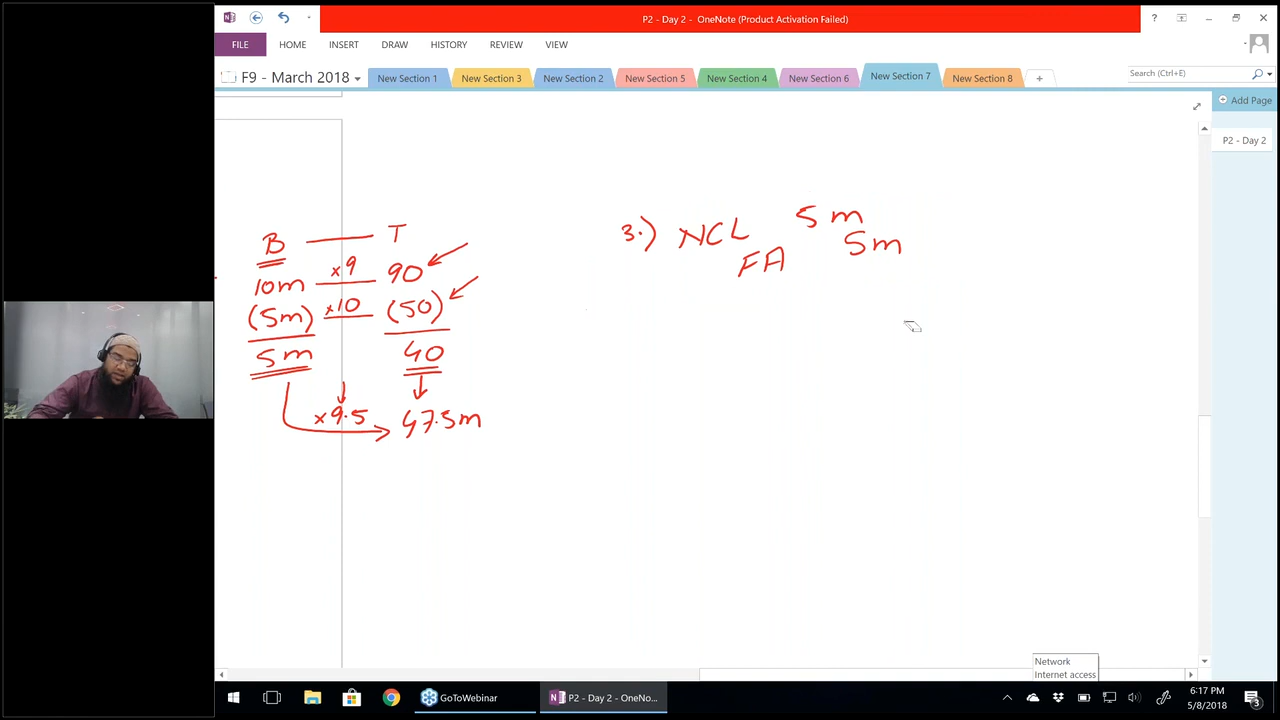 P2 - Day 2 - OneNote (Product Activation Failed)
FILE HOME INSERT DRAW HISTORY REVIEW VIEW
F9 - March 2018 New Section 1 New Section 3 New Section 2 New Section 5 New Section 4 New Section 6 New Section 7 New Section 8
Search (Ctrl+E)
Add Page
P2 - Day 2
B T
10m ×9 90
(5m) ×10 (50)
5m 40
×9.5 47.5m
3.) NCL 5m
FA 5m
Network
Internet access
GoToWebinar
P2 - Day 2 - OneNo...
6:17 PM
5/8/2018
3